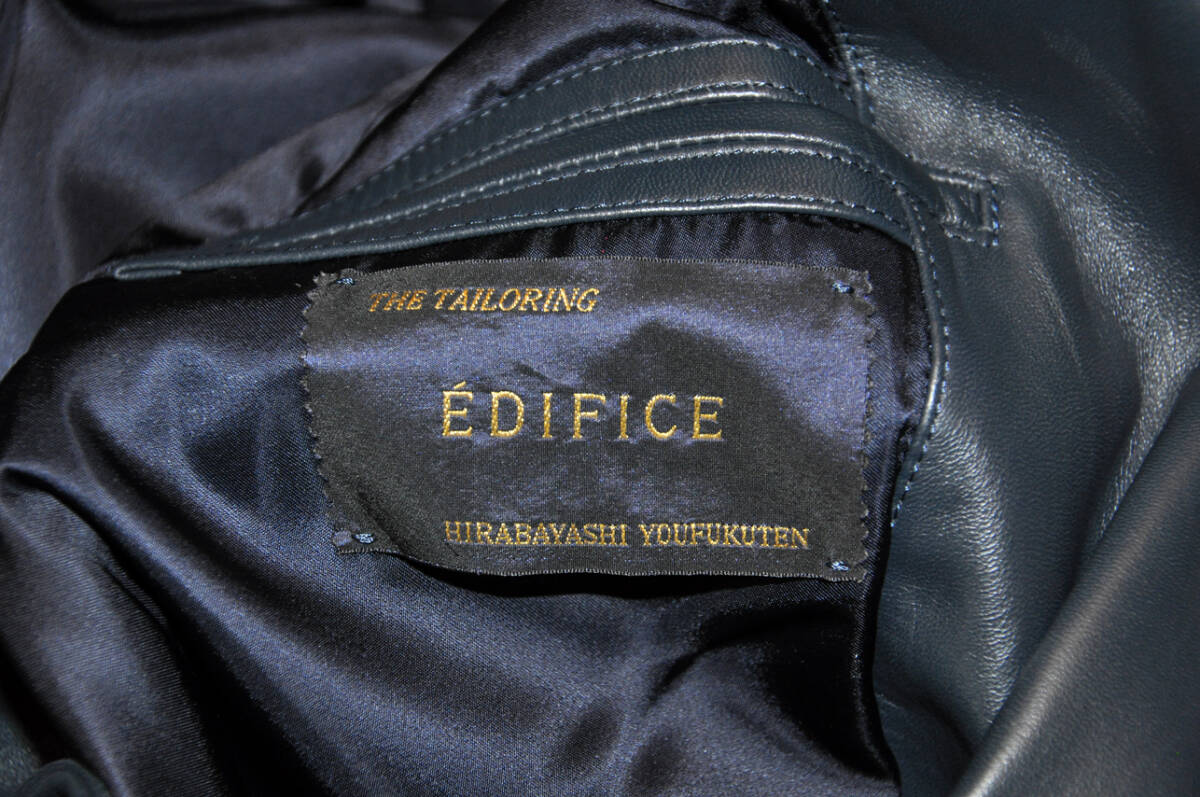 THE TAILORING
ÉDIFICE
HIRABAYASHI YOUFUKUTEN